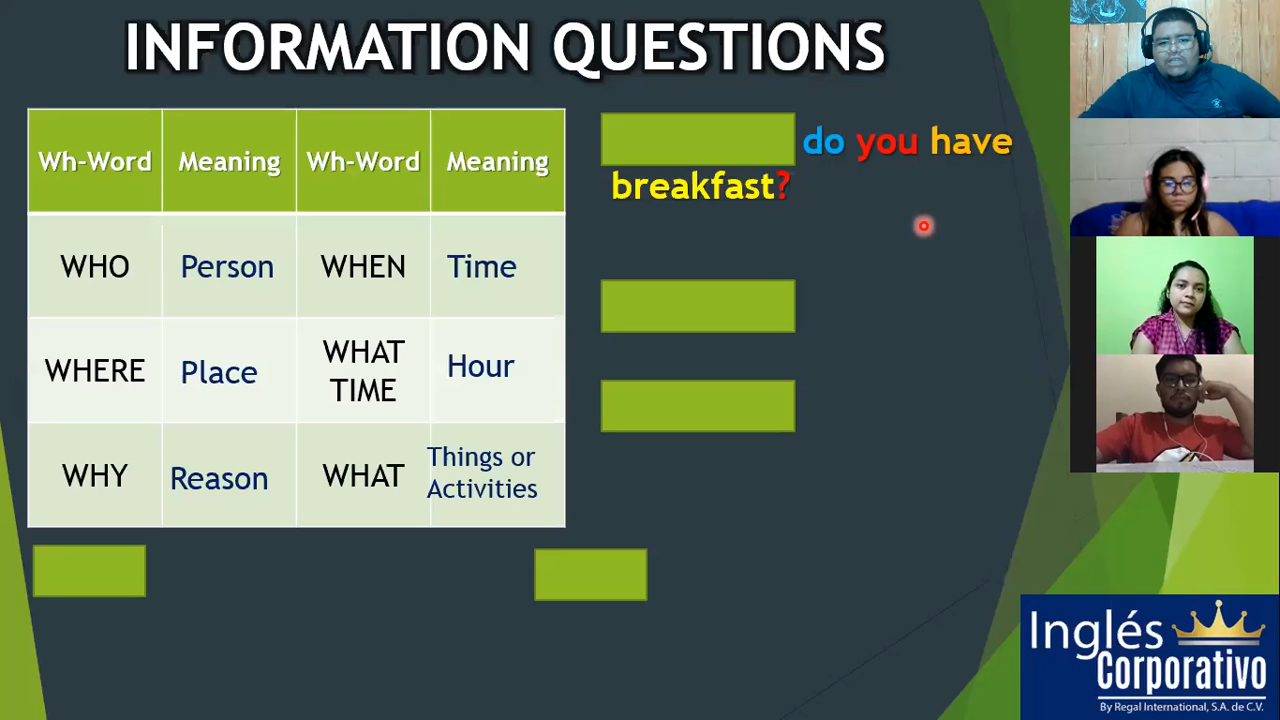 INFORMATION QUESTIONS
Wh-Word Meaning Wh-Word Meaning
WHO Person WHEN Time
WHERE Place WHAT TIME Hour
WHY Reason WHAT Things or Activities
do you have
breakfast?
Inglés
Corporativo
By Regal International, S.A. de C.V.